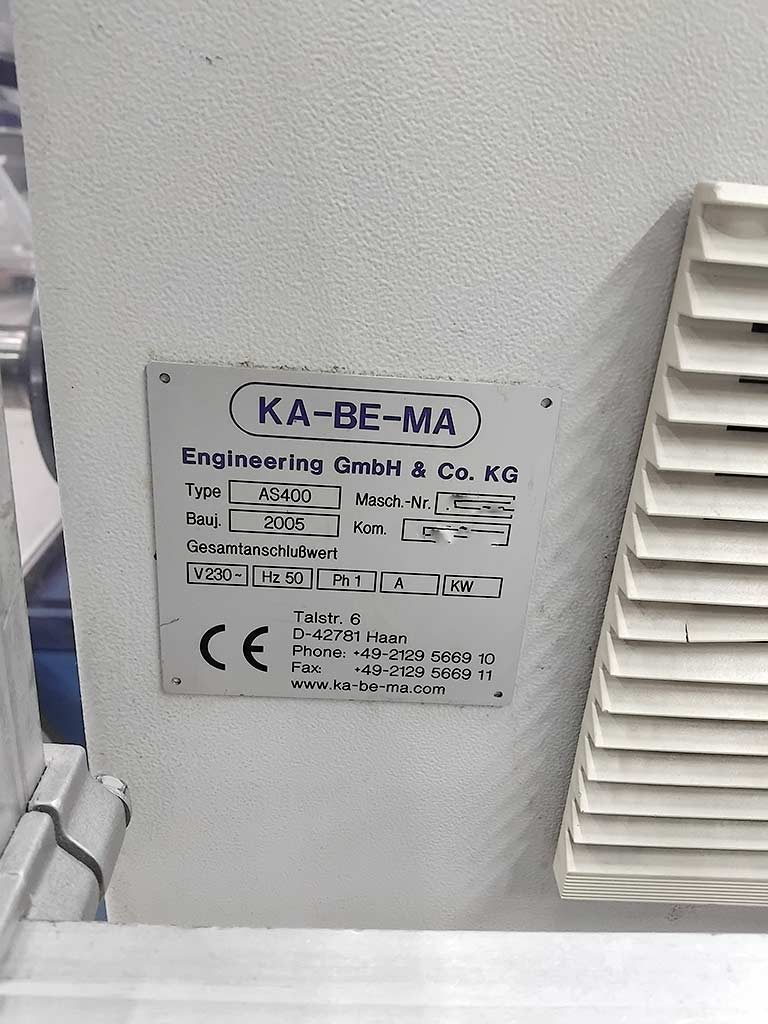 KA-BE-MA
Engineering GmbH & Co. KG
Type AS400 Masch.-Nr.
Bauj. 2005 Kom.
Gesamtanschlußwert
V 230~ Hz 50 Ph 1 A KW
CE
Talstr. 6
D-42781 Haan
Phone: +49-2129 5669 10
Fax: +49-2129 5669 11
www.ka-be-ma.com